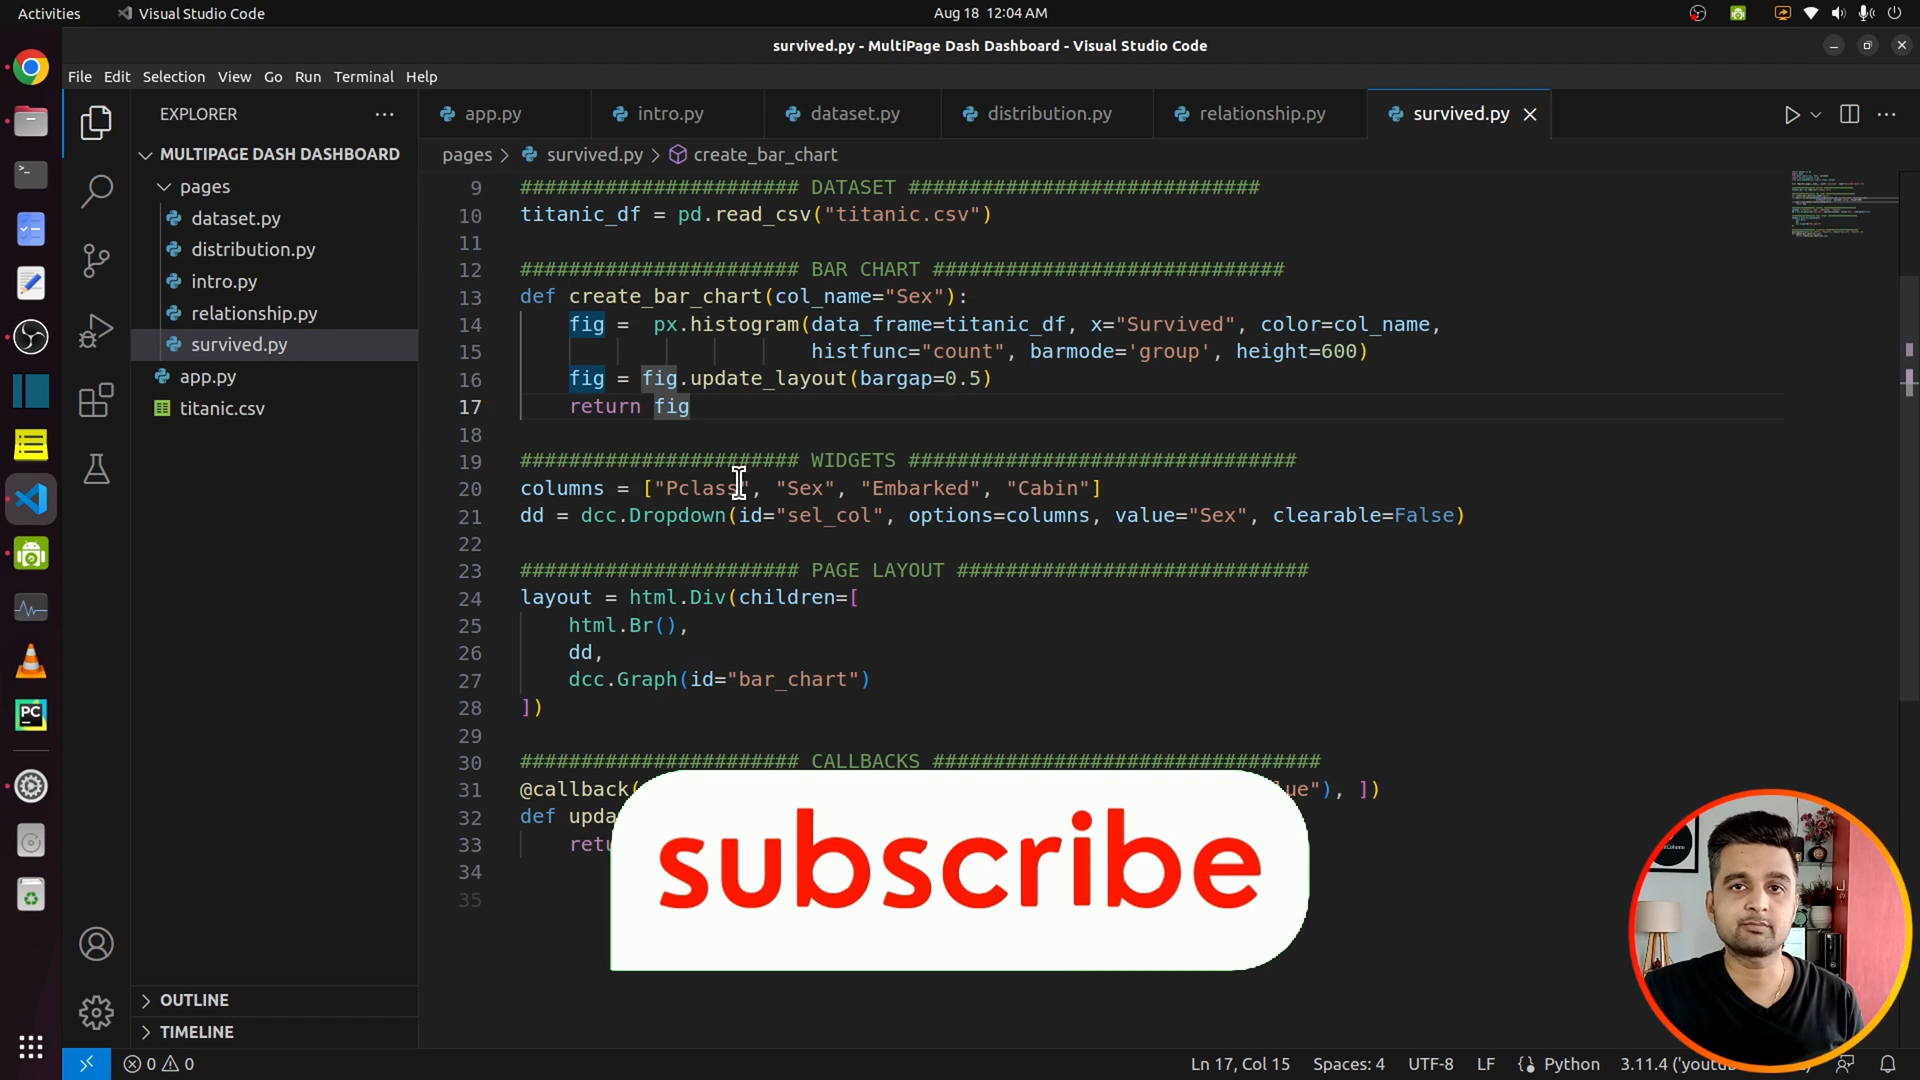 Activities
Visual Studio Code
Aug 18 12:04 AM
survived.py - MultiPage Dash Dashboard - Visual Studio Code
File Edit Selection View Go Run Terminal Help
EXPLORER
MULTIPAGE DASH DASHBOARD
pages
dataset.py
distribution.py
intro.py
relationship.py
survived.py
app.py
titanic.csv
OUTLINE
TIMELINE
app.py intro.py dataset.py distribution.py relationship.py survived.py
pages > survived.py > create_bar_chart
9 ####################### DATASET #############################
10 titanic_df = pd.read_csv("titanic.csv")
11
12 ####################### BAR CHART #############################
13 def create_bar_chart(col_name="Sex"):
14 fig = px.histogram(data_frame=titanic_df, x="Survived", color=col_name,
15 histfunc="count", barmode='group', height=600)
16 fig = fig.update_layout(bargap=0.5)
17 return fig
18
19 ####################### WIDGETS ################################
20 columns = ["Pclass", "Sex", "Embarked", "Cabin"]
21 dd = dcc.Dropdown(id="sel_col", options=columns, value="Sex", clearable=False)
22
23 ####################### PAGE LAYOUT #############################
24 layout = html.Div(children=[
25 html.Br(),
26 dd,
27 dcc.Graph(id="bar_chart")
28 ])
29
30 ####################### CALLBACKS ################################
31 @callback( ue"), ])
32 def upda
33 retu
34
35
subscribe
PC
0 0
Ln 17, Col 15 Spaces: 4 UTF-8 LF Python 3.11.4 ('youtu